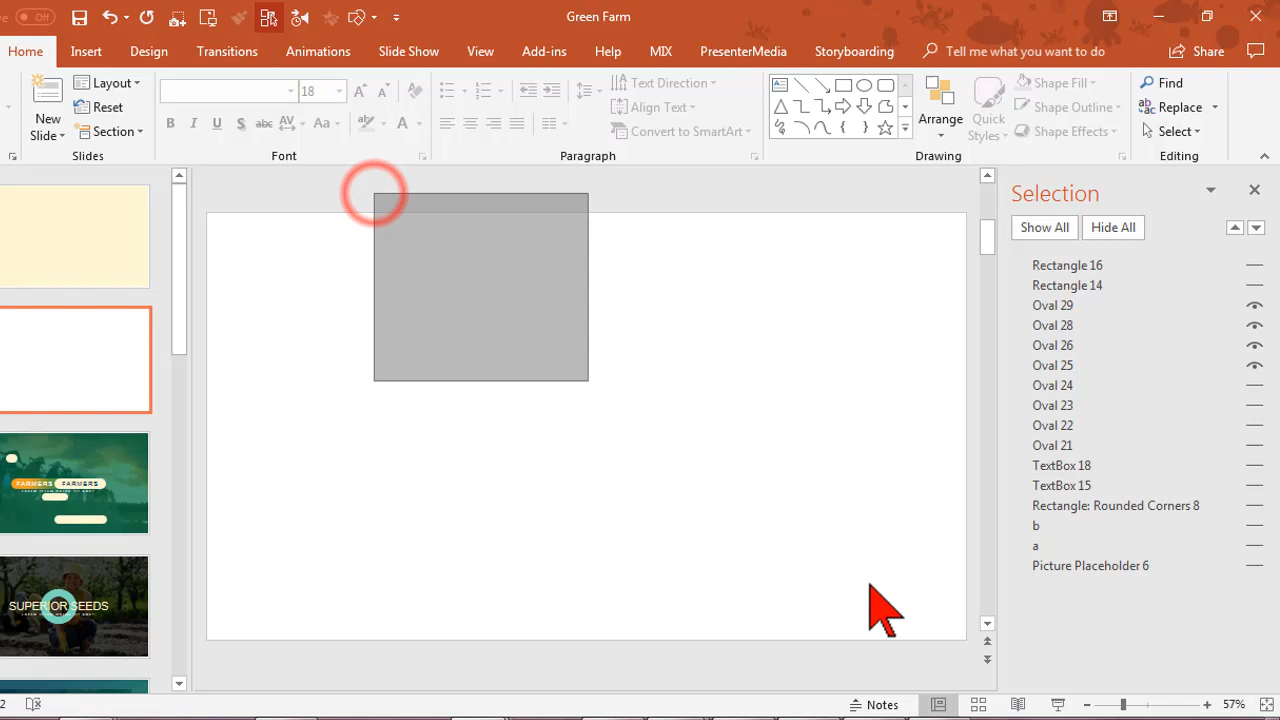 Off
Green Farm
Home Insert Design Transitions Animations Slide Show View Add-ins Help MIX PresenterMedia Storyboarding Tell me what you want to do Share
New Slide
Layout
Reset
Section
Slides
18
B I U S abc AV Aa A
Font
Text Direction
Align Text
Convert to SmartArt
Paragraph
Arrange
Quick Styles
Shape Fill
Shape Outline
Shape Effects
Drawing
Find
Replace
Select
Editing
FARMERS FARMERS
SUPERIOR SEEDS
Selection
Show All Hide All
Rectangle 16
Rectangle 14
Oval 29
Oval 28
Oval 26
Oval 25
Oval 24
Oval 23
Oval 22
Oval 21
TextBox 18
TextBox 15
Rectangle: Rounded Corners 8
b
a
Picture Placeholder 6
2
Notes
57%